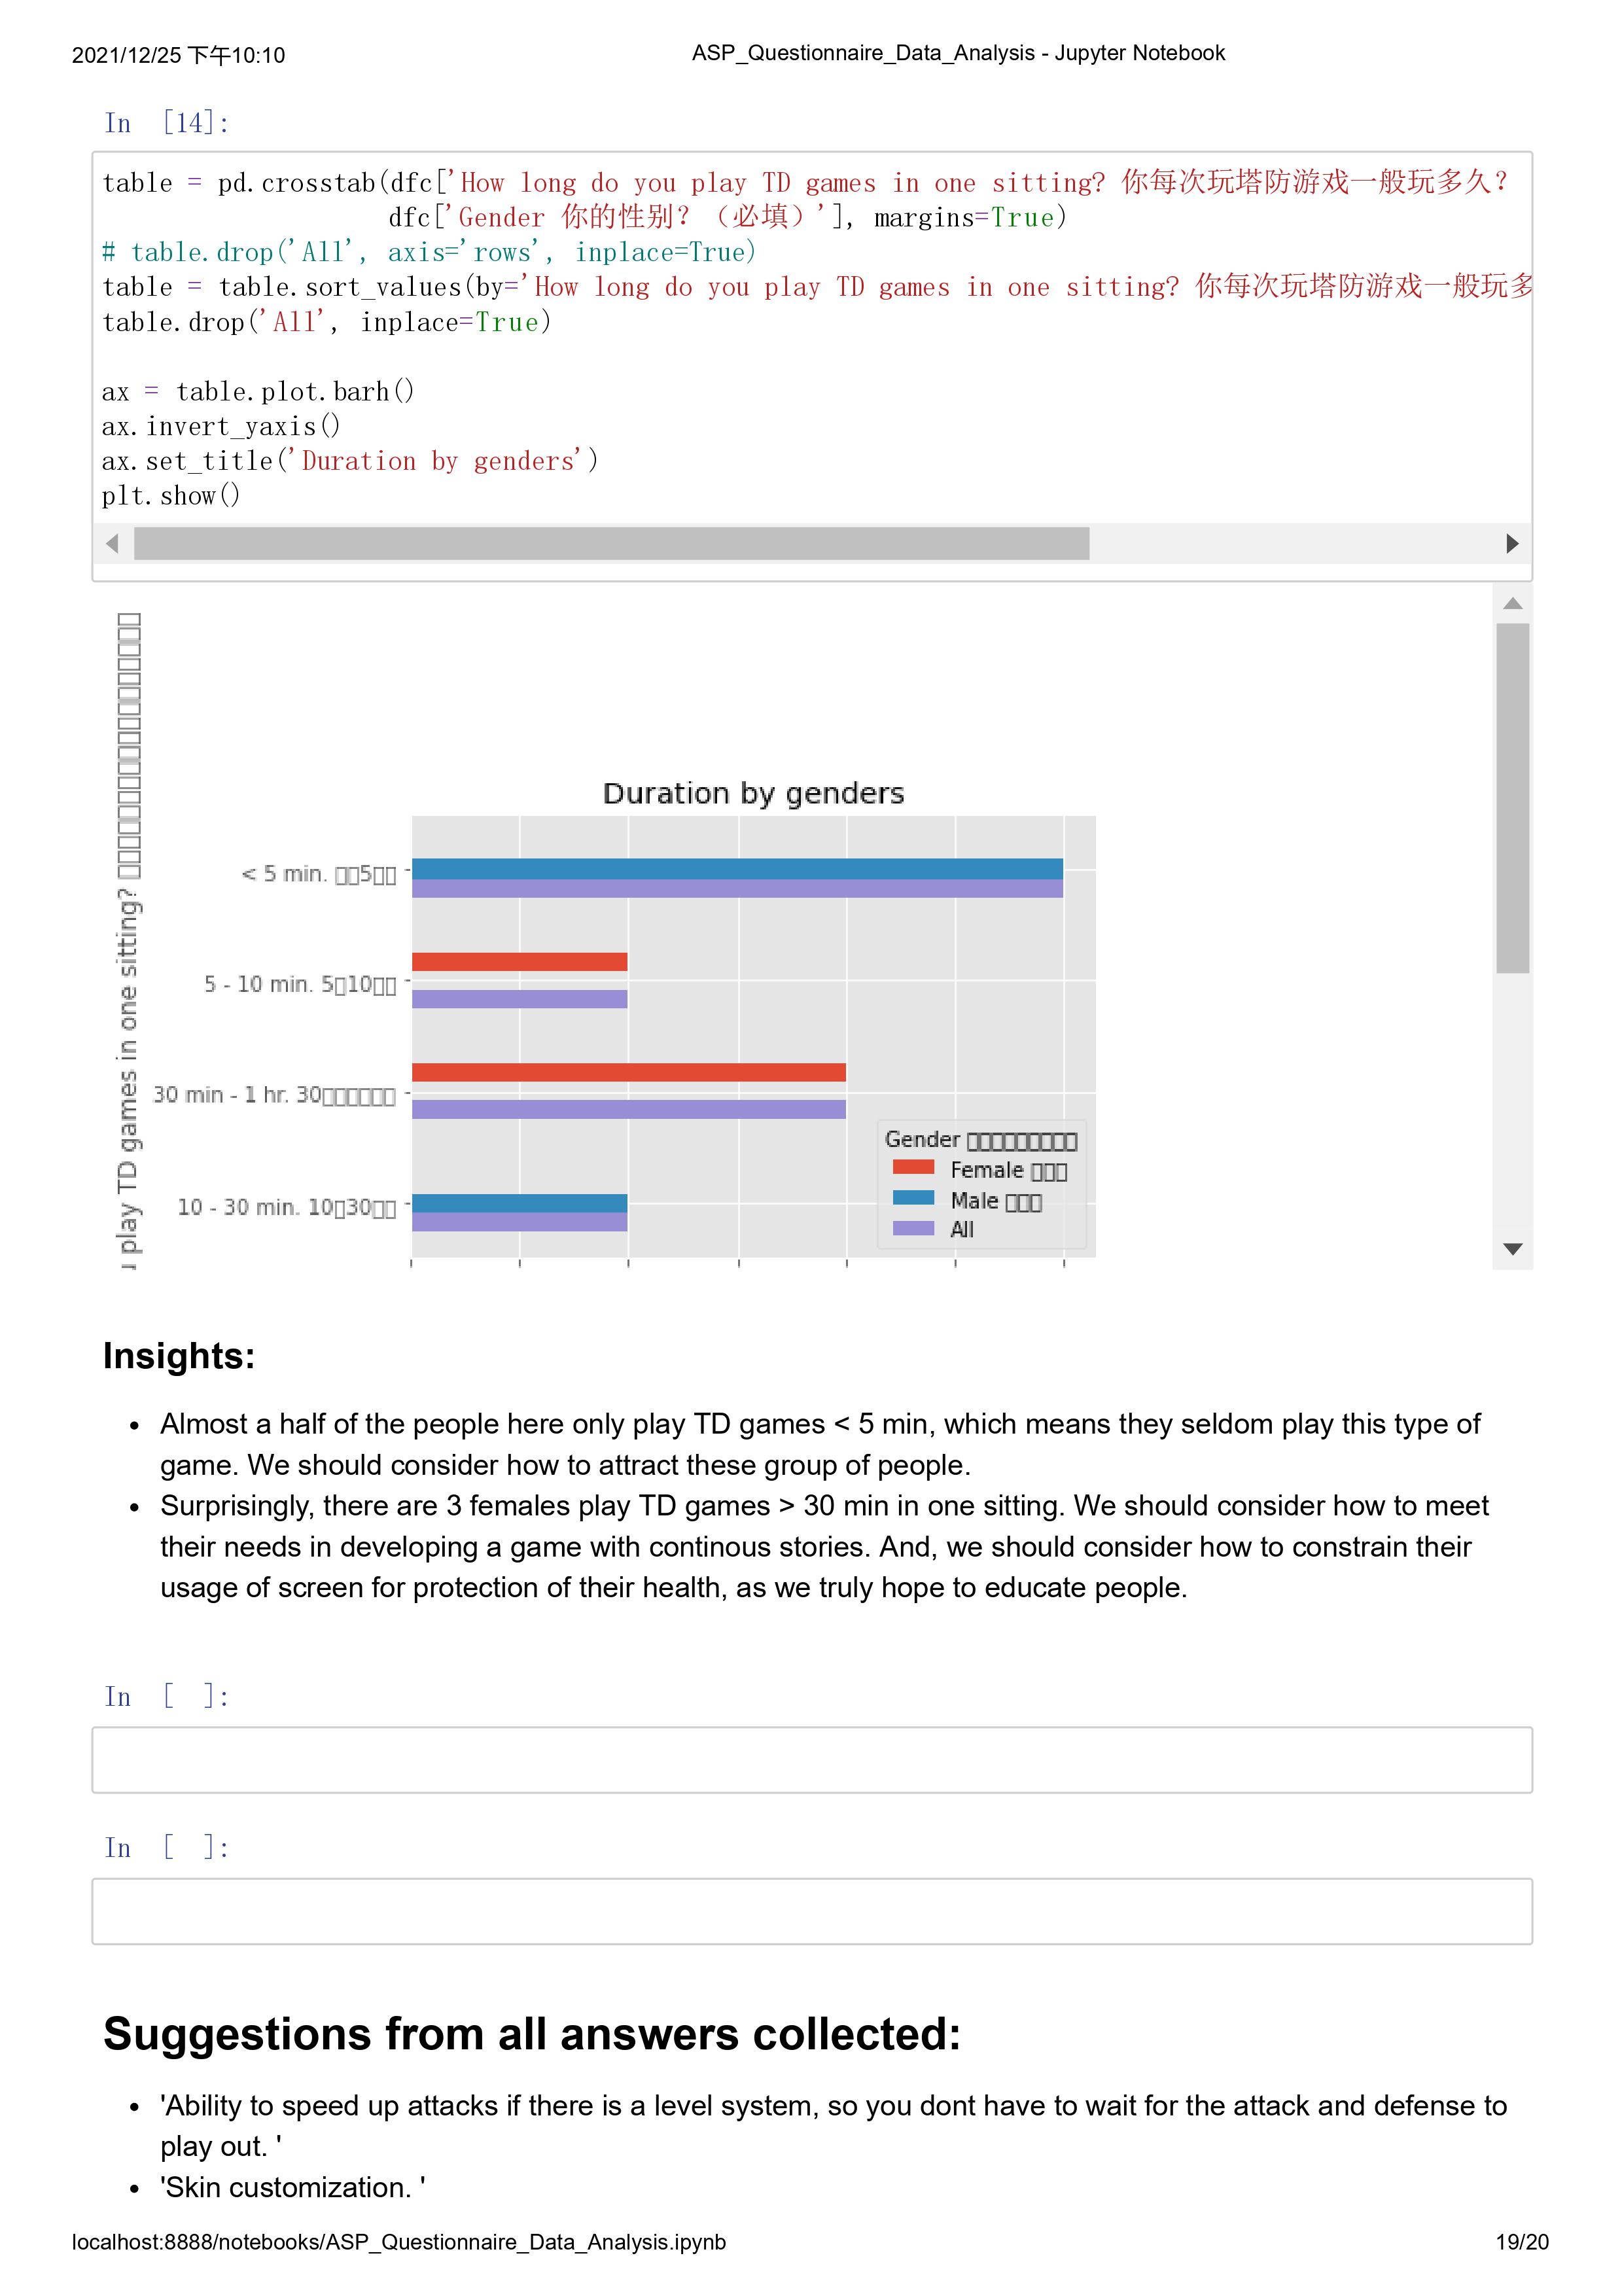 2021/12/25 下午10:10 ASP_Questionnaire_Data_Analysis - Jupyter Notebook
In [14]:
table = pd.crosstab(dfc['How long do you play TD games in one sitting? 你每次玩塔防游戏一般玩多久?
dfc['Gender 你的性别? （必填）'], margins=True)
# table.drop('All', axis='rows', inplace=True)
table = table.sort_values(by='How long do you play TD games in one sitting? 你每次玩塔防游戏一般玩多
table.drop('All', inplace=True)
ax = table.plot.barh()
ax.invert_yaxis()
ax.set_title('Duration by genders')
plt.show()
play TD games in one sitting?
Duration by genders
< 5 min. □□5□□
5 - 10 min. 5□10□□
30 min - 1 hr. 30□□□□□□
10 - 30 min. 10□30□□
Gender □□□□□□□□□
Female □□□
Male □□□
All
Insights:
• Almost a half of the people here only play TD games < 5 min, which means they seldom play this type of
game. We should consider how to attract these group of people.
• Surprisingly, there are 3 females play TD games > 30 min in one sitting. We should consider how to meet
their needs in developing a game with continous stories. And, we should consider how to constrain their
usage of screen for protection of their health, as we truly hope to educate people.
In [ ]:
In [ ]:
Suggestions from all answers collected:
• 'Ability to speed up attacks if there is a level system, so you dont have to wait for the attack and defense to
play out. '
• 'Skin customization. '
localhost:8888/notebooks/ASP_Questionnaire_Data_Analysis.ipynb 19/20